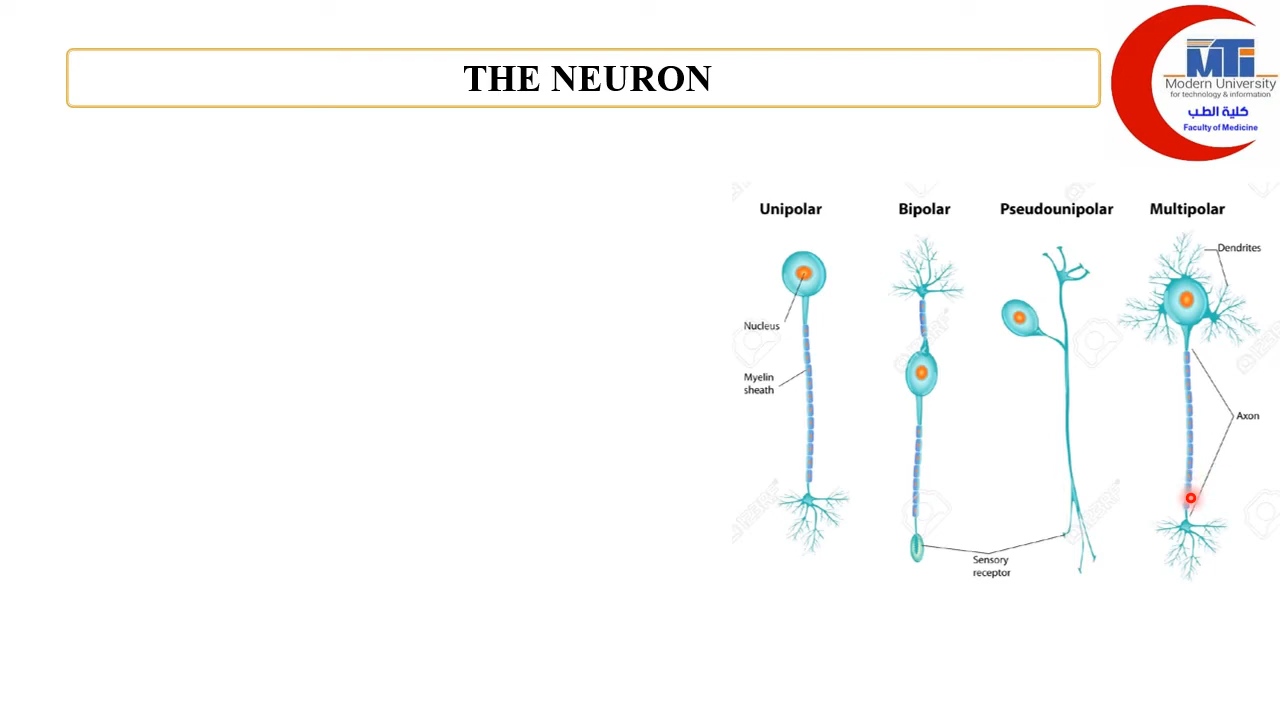 THE NEURON
MTi
Modern University
for technology & information
كلية الطب
Faculty of Medicine
Unipolar
Bipolar
Pseudounipolar
Multipolar
Dendrites
Nucleus
Myelin
sheath
Axon
Sensory
receptor